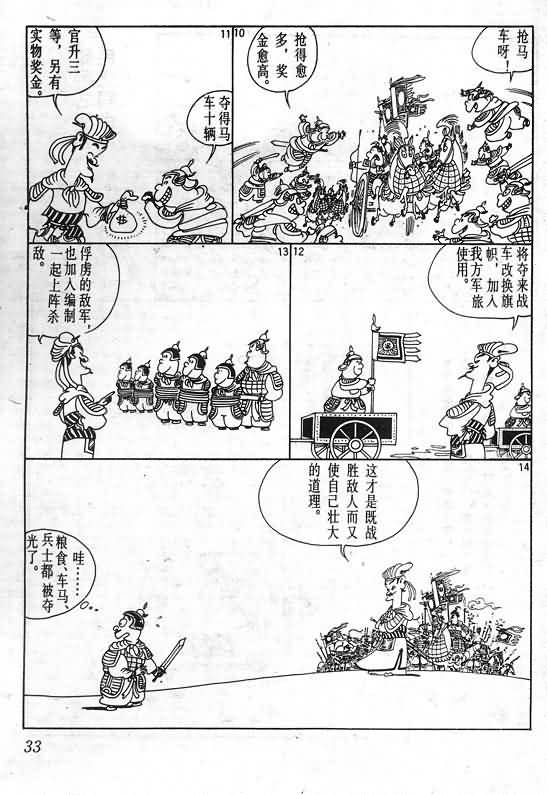 10
抢马
车呀！
抢得愈
多，奖
金愈高。
11
夺得马
车十辆
官升三
等，另有
实物奖金。
12
将夺来战
车改换旗
帜，加入
我方军旅
使用。
13
俘虏的敌军，
也加入编制
一起上阵杀
敌。
14
这才是既战
胜敌人而又
使自己壮大
的道理。
哇……
粮食、车马、
兵士都被夺
光了。
33